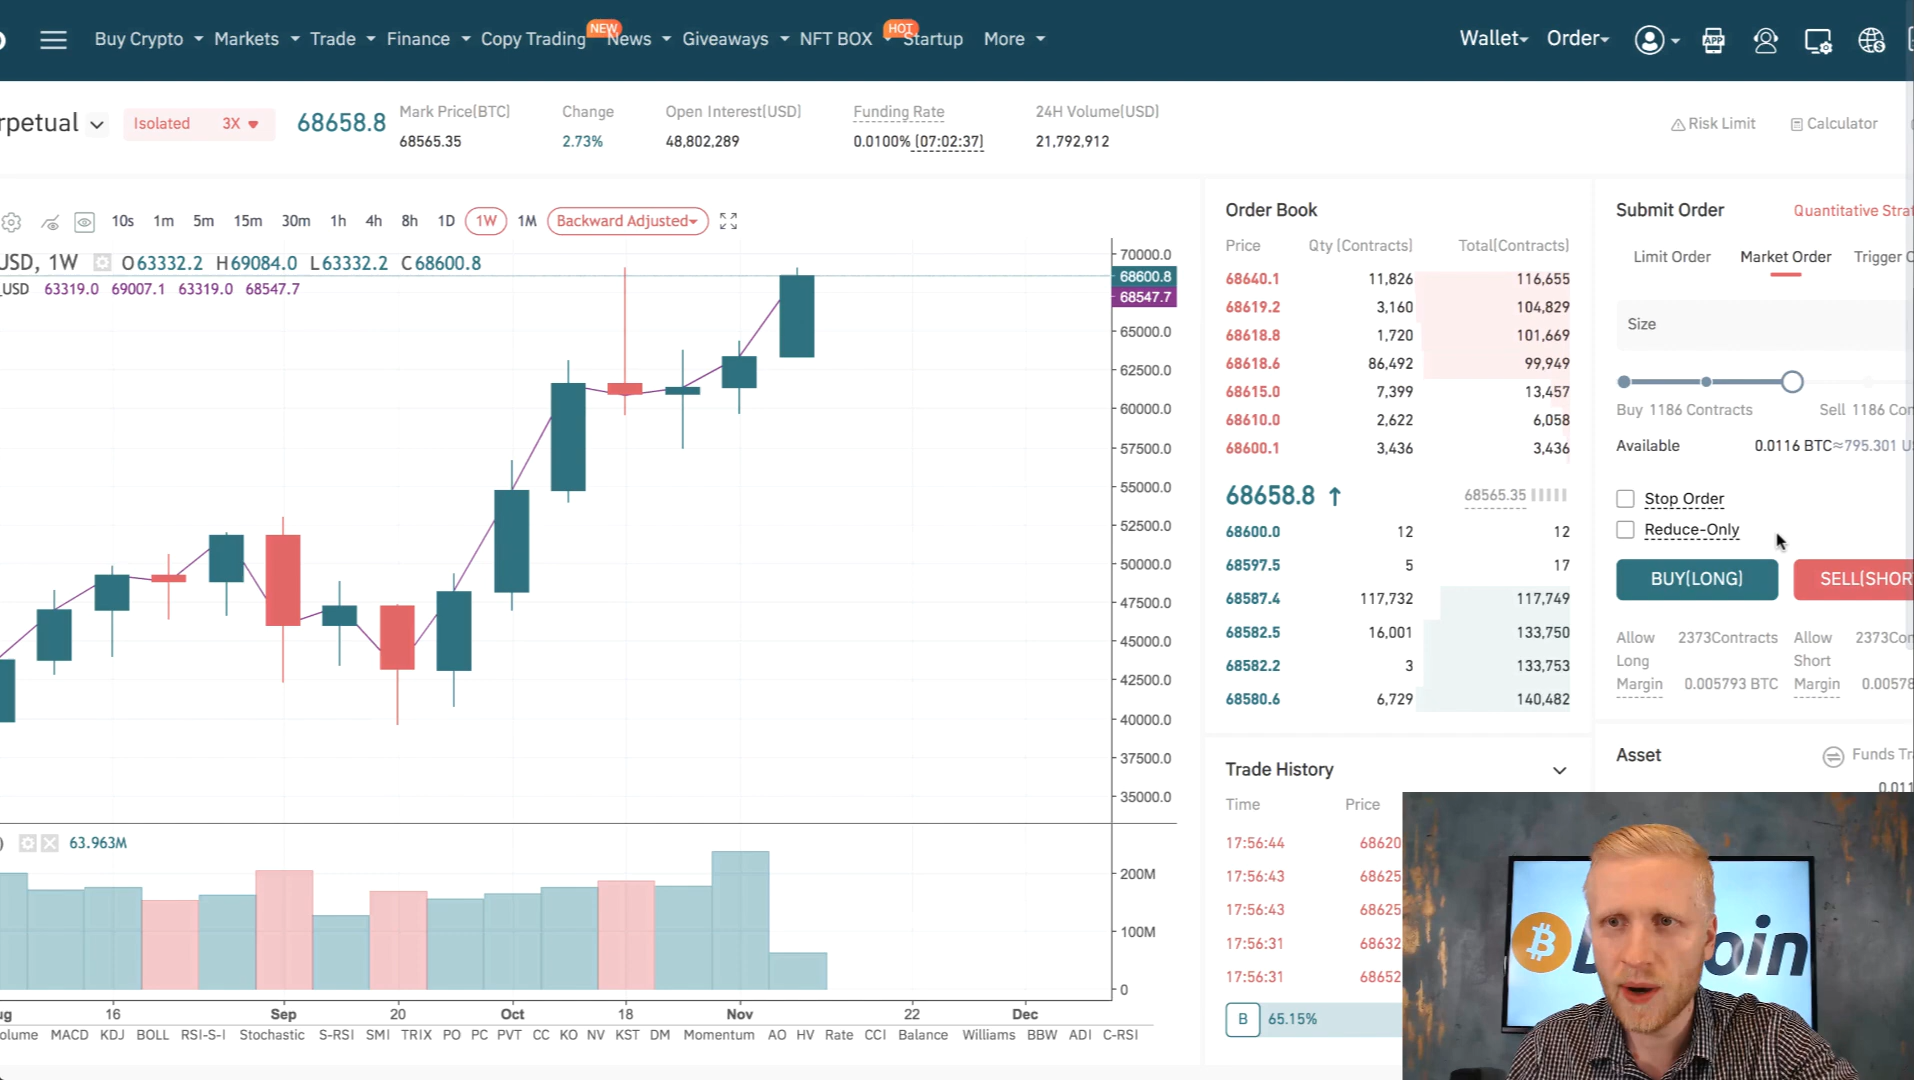 Buy Crypto Markets Trade Finance Copy Trading NEW News Giveaways NFT BOX HOT Startup More Wallet Order APP
rpetual Isolated 3X 68658.8
Mark Price(BTC) Change Open Interest(USD) Funding Rate 24H Volume(USD)
68565.35 2.73% 48,802,289 0.0100% (07:02:37) 21,792,912
Risk Limit Calculator
10s 1m 5m 15m 30m 1h 4h 8h 1D 1W 1M Backward Adjusted
USD, 1W O63332.2 H69084.0 L63332.2 C68600.8
_USD 63319.0 69007.1 63319.0 68547.7
70000.0
68600.8
68547.7
65000.0
62500.0
60000.0
57500.0
55000.0
52500.0
50000.0
47500.0
45000.0
42500.0
40000.0
37500.0
35000.0
) 63.963M
200M
100M
0
ug 16 Sep 20 Oct 18 Nov 22 Dec
olume MACD KDJ BOLL RSI-S-I Stochastic S-RSI SMI TRIX PO PC PVT CC KO NV KST DM Momentum AO HV Rate CCI Balance Williams BBW ADI C-RSI
Order Book
Price Qty (Contracts) Total(Contracts)
68640.1 11,826 116,655
68619.2 3,160 104,829
68618.8 1,720 101,669
68618.6 86,492 99,949
68615.0 7,399 13,457
68610.0 2,622 6,058
68600.1 3,436 3,436
68658.8 ↑ 68565.35
68600.0 12 12
68597.5 5 17
68587.4 117,732 117,749
68582.5 16,001 133,750
68582.2 3 133,753
68580.6 6,729 140,482
Trade History
Time Price
17:56:44 68620
17:56:43 68625
17:56:43 68625
17:56:31 68632
17:56:31 68652
B 65.15%
Submit Order Quantitative Strat
Limit Order Market Order Trigger O
Size
Buy 1186 Contracts Sell 1186 Con
Available 0.0116 BTC≈795.301 U
Stop Order
Reduce-Only
BUY(LONG) SELL(SHOR
Allow Long 2373Contracts Allow Short 2373Con
Margin 0.005793 BTC Margin 0.00578
Asset Funds Tr
0.011
B oin